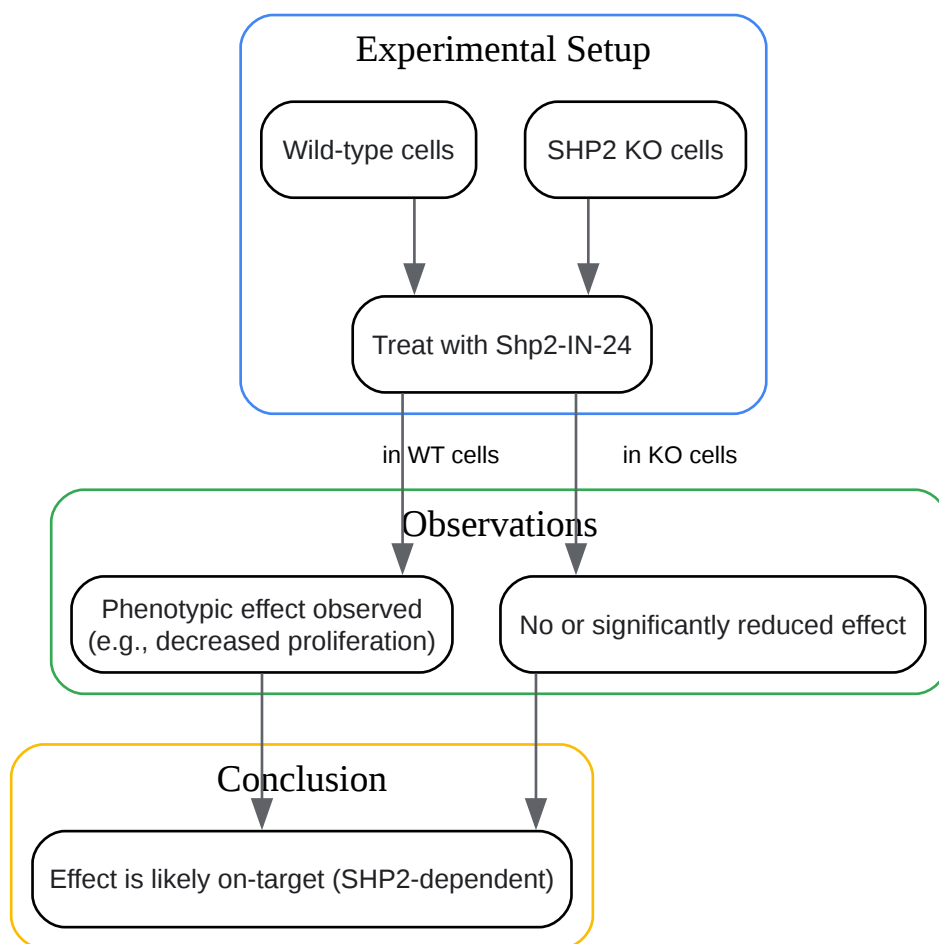 Experimental Setup
Wild-type cells
SHP2 KO cells
Treat with Shp2-IN-24
in WT cells
in KO cells
Observations
Phenotypic effect observed
(e.g., decreased proliferation)
No or significantly reduced effect
Conclusion
Effect is likely on-target (SHP2-dependent)